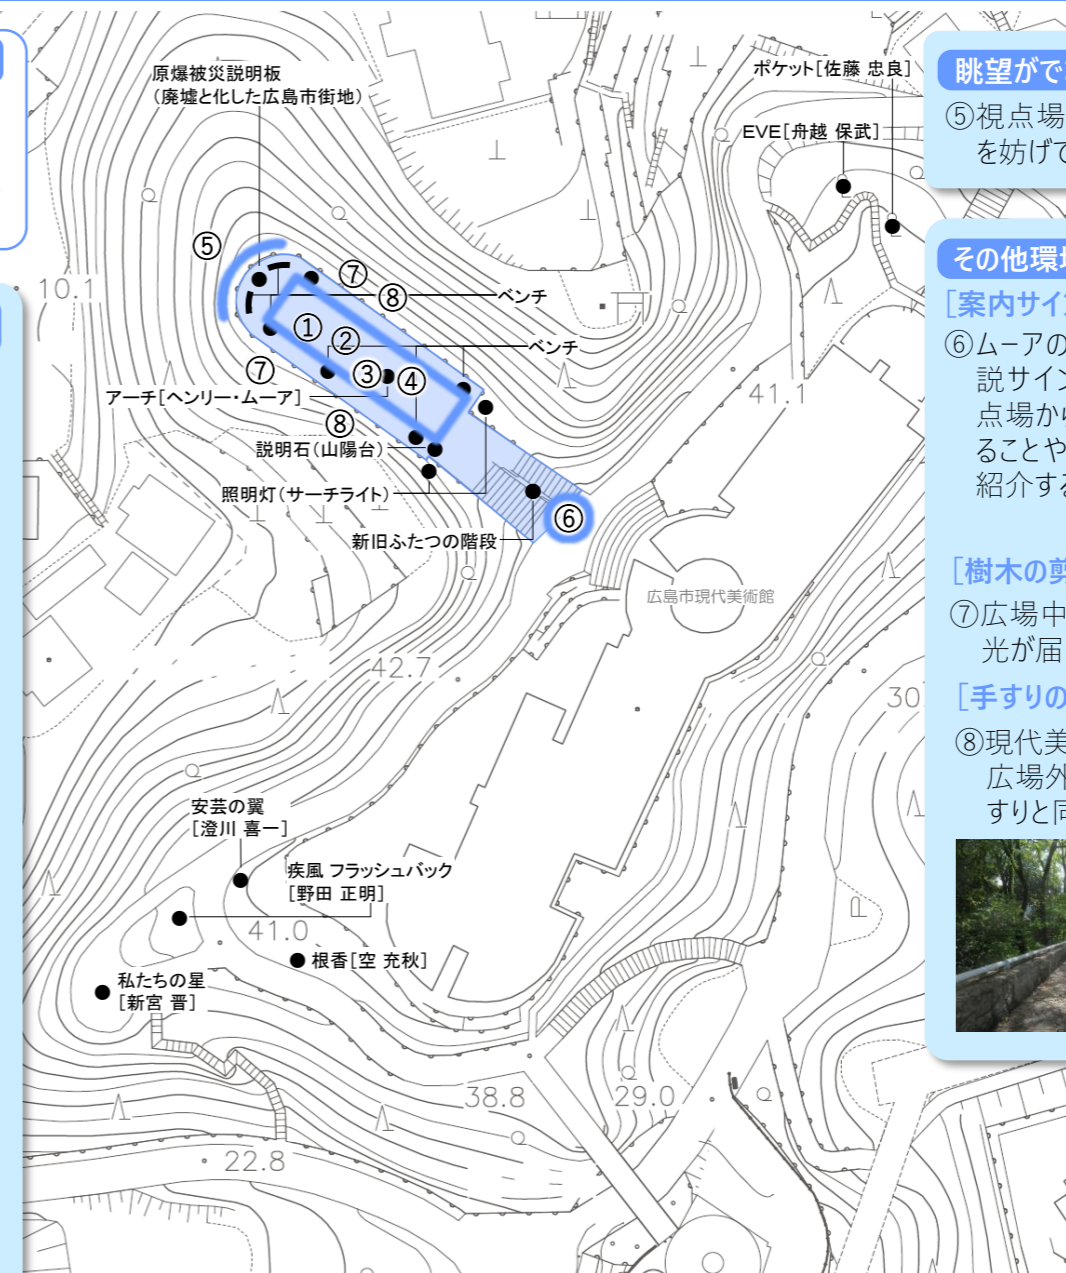 原爆被災説明板
(廃墟と化した広島市街地)
ポケット[佐藤 忠良]
EVE[舟越 保武]
⑤
⑦
⑧
ベンチ
①
②
ベンチ
③
④
⑦
アーチ[ヘンリー・ムーア]
⑧
説明石(山陽台)
照明灯(サーチライト)
⑥
新旧ふたつの階段
10.1
41.1
広島市現代美術館
42.7
30
安芸の翼
[澄川 喜一]
疾風 フラッシュバック
[野田 正明]
41.0
根香[空 充秋]
私たちの星
[新宮 晋]
38.8
29.0
22.8
眺望がで
⑤視点場
を妨げて
その他環
[案内サイ
⑥ムーアの
説サイン
点場から
ることや
紹介する
[樹木の剪
⑦広場中
光が届
[手すりの
⑧現代美
広場外
すりと同